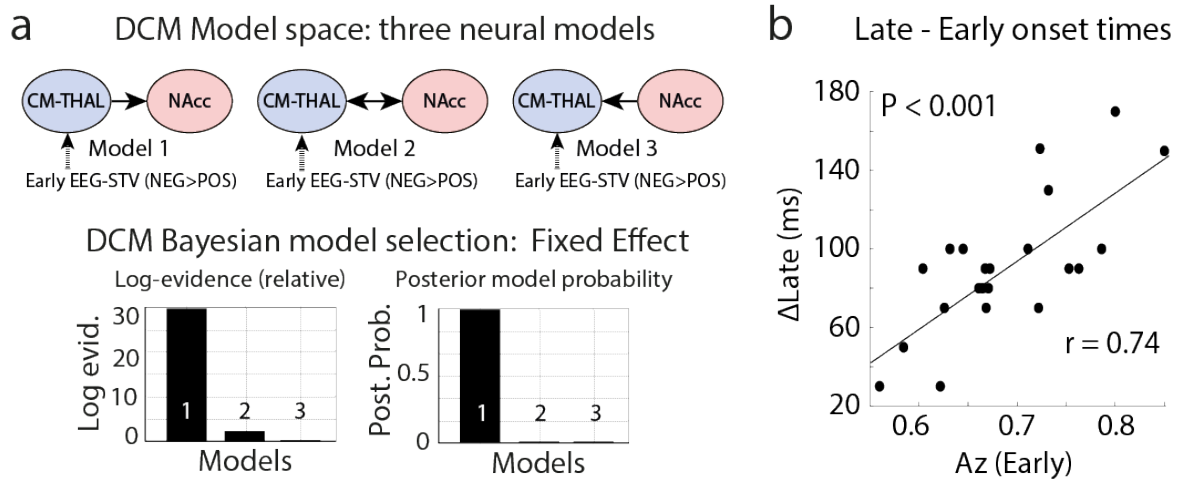 a
DCM Model space: three neural models
CM-THAL NAcc
CM-THAL NAcc
CM-THAL NAcc
Model 1
Model 2
Model 3
Early EEG-STV (NEG>POS)
Early EEG-STV (NEG>POS)
Early EEG-STV (NEG>POS)
DCM Bayesian model selection: Fixed Effect
Log-evidence (relative)
Log evid.
30
20
10
0
1 2 3
Models
Posterior model probability
Post. Prob.
1
0.5
0
1 2 3
Models
b
Late - Early onset times
P < 0.001
r = 0.74
ΔLate (ms)
180
140
100
60
20
0.6 0.7 0.8
Az (Early)